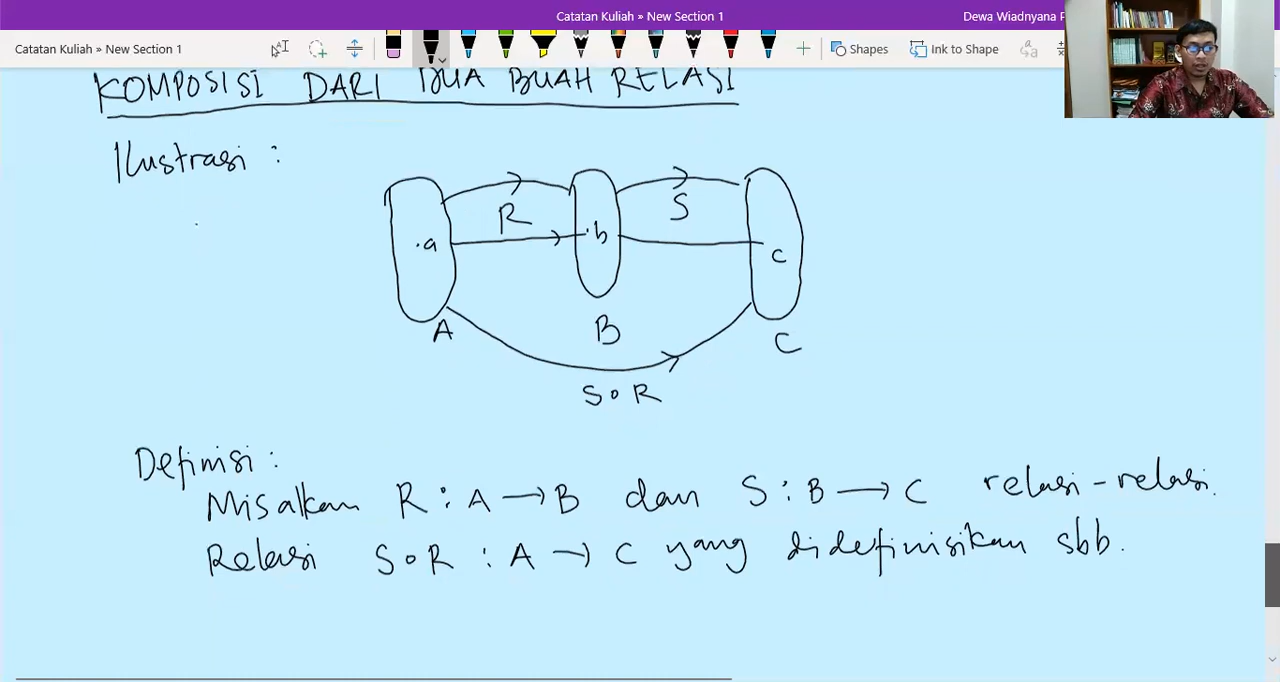 Catatan Kuliah » New Section 1
Dewa Wiadnyana P
Catatan Kuliah » New Section 1
Shapes
Ink to Shape
KOMPOSISI DARI DUA BUAH RELASI
Ilustrasi :
R
S
.a
.b
c
A
B
C
S∘R
Definisi :
Misalkan R : A → B dan S : B → C relasi-relasi.
Relasi S∘R : A → C yang didefinisikan sbb.